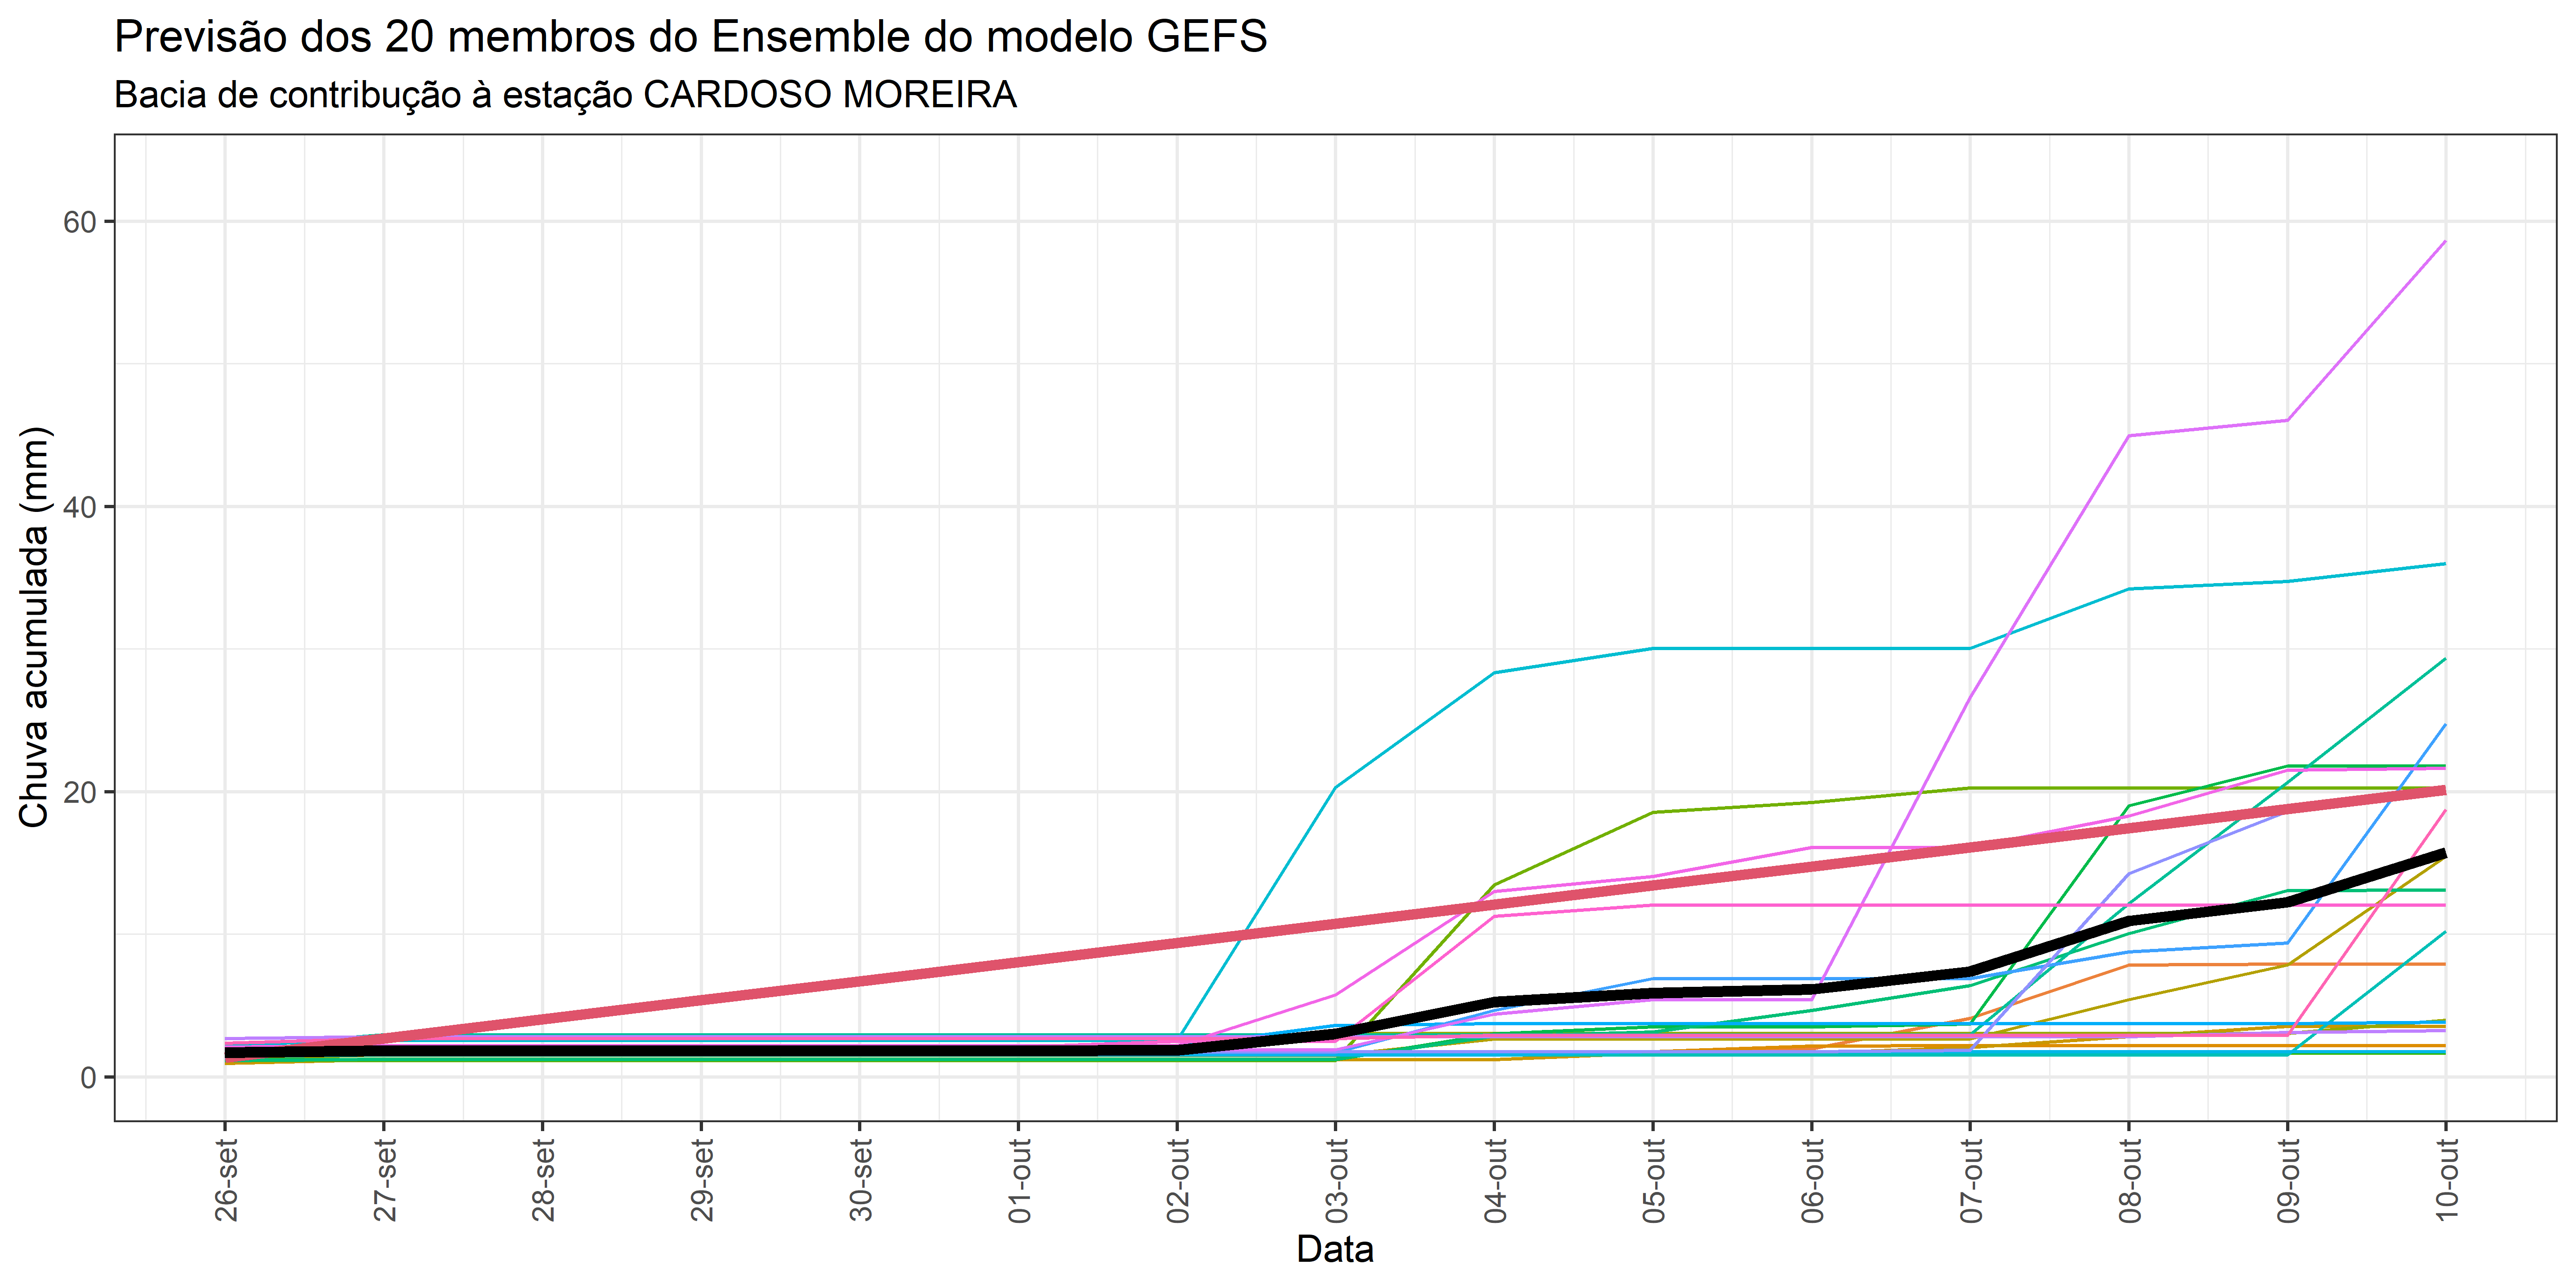 Previsão dos 20 membros do Ensemble do modelo GEFS
Bacia de contribução à estação CARDOSO MOREIRA
Chuva acumulada (mm)
60
40
20
0
26-set
27-set
28-set
29-set
30-set
01-out
02-out
03-out
04-out
05-out
06-out
07-out
08-out
09-out
10-out
Data